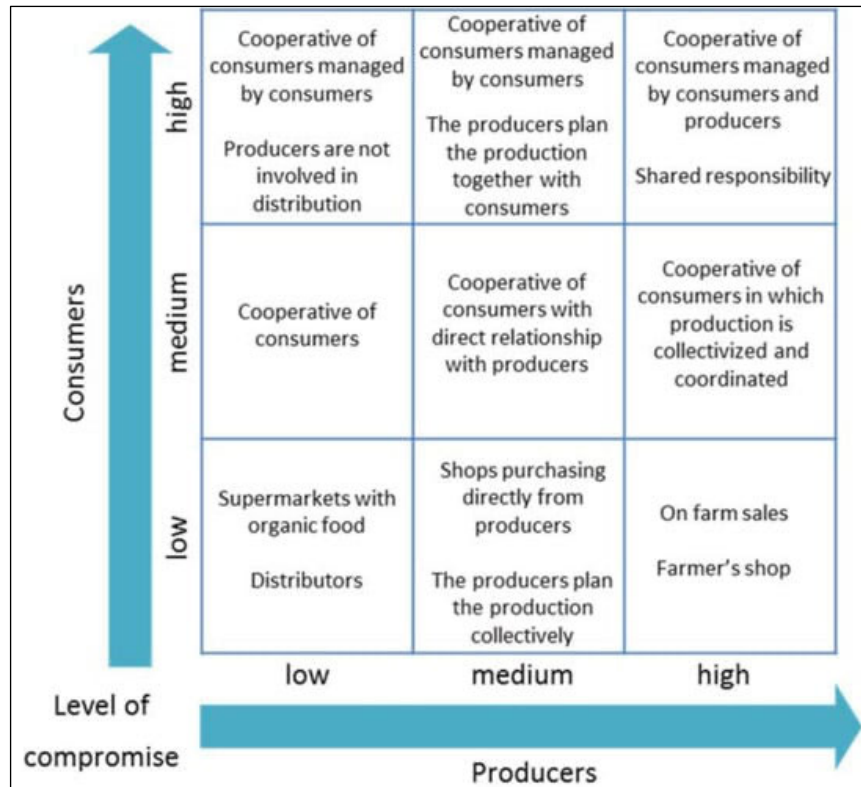 Consumers
high
Cooperative of
consumers managed
by consumers
Producers are not
involved in
distribution
Cooperative of
consumers managed
by consumers
The producers plan
the production
together with
consumers
Cooperative of
consumers managed
by consumers and
producers
Shared responsibility
medium
Cooperative of
consumers
Cooperative of
consumers with
direct relationship
with producers
Cooperative of
consumers in which
production is
collectivized and
coordinated
low
Supermarkets with
organic food
Distributors
Shops purchasing
directly from
producers
The producers plan
the production
collectively
On farm sales
Farmer's shop
low
medium
high
Level of
compromise
Producers